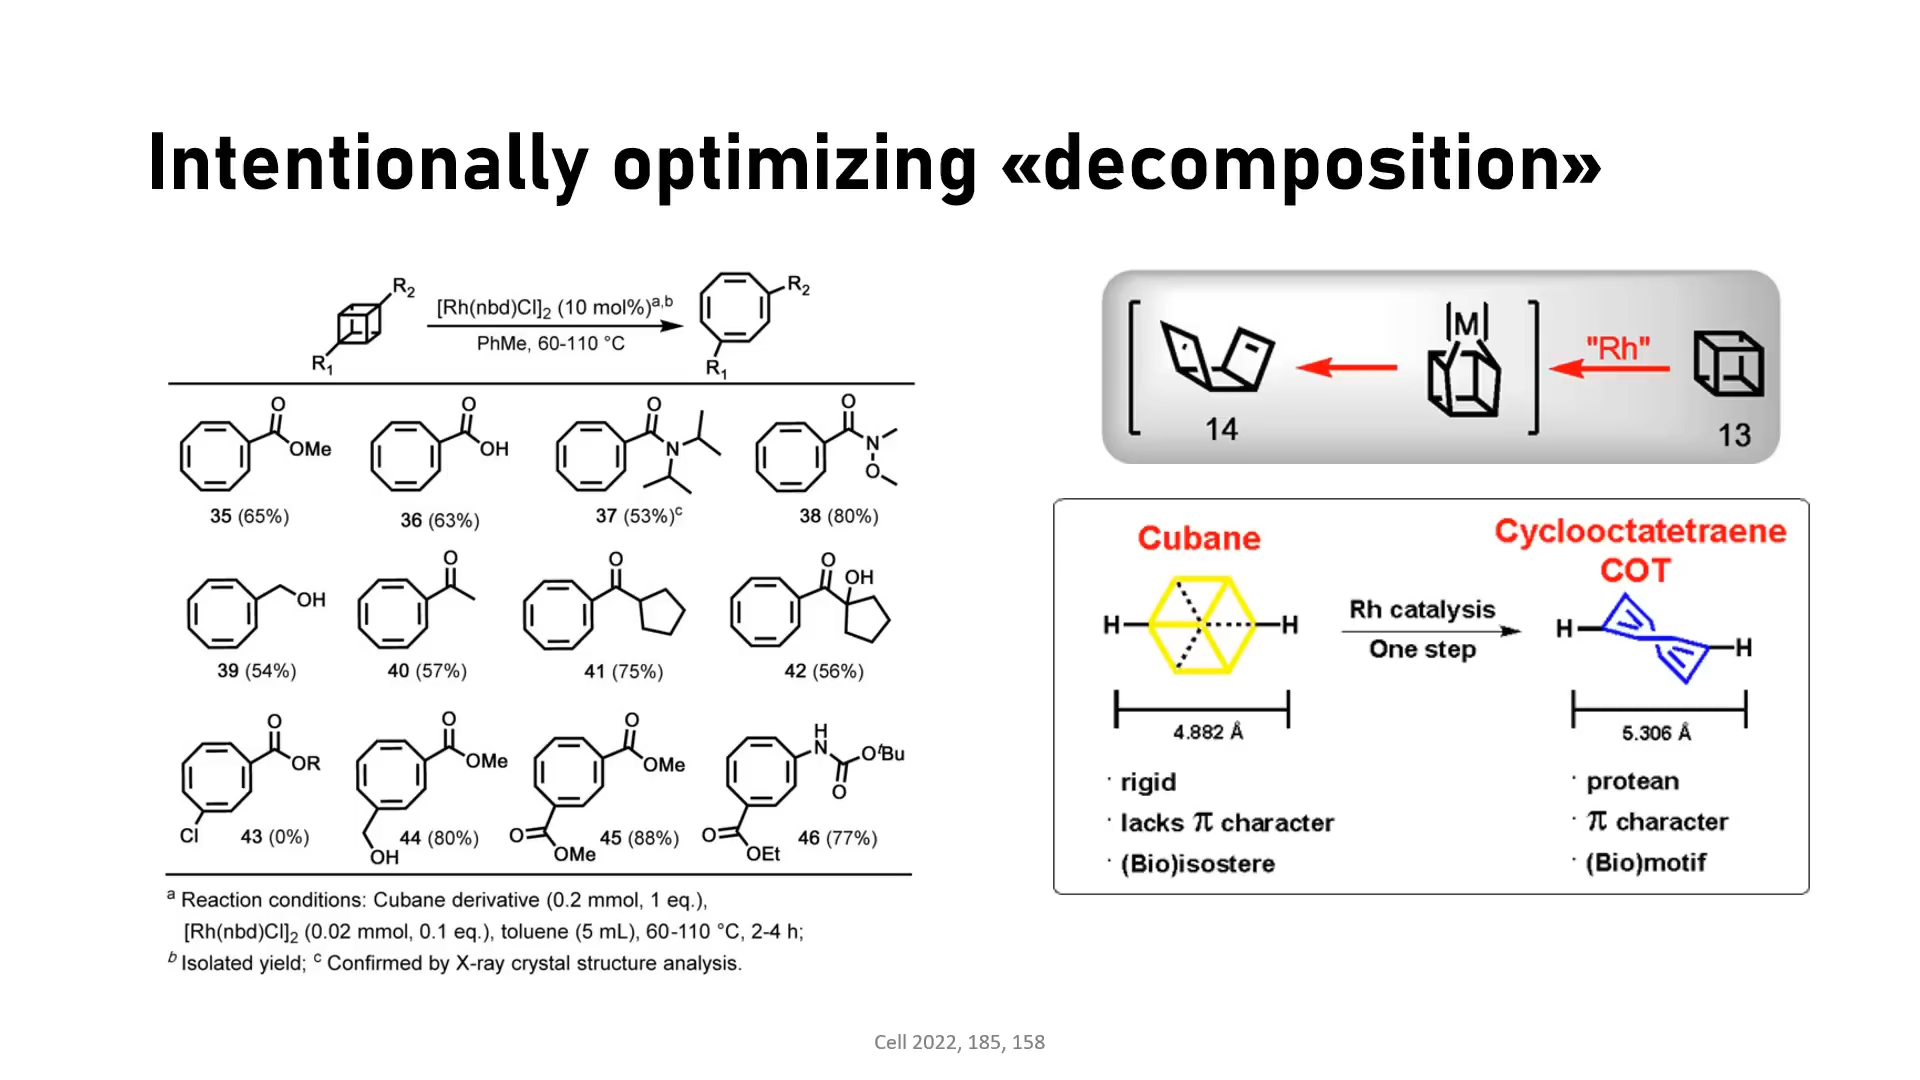 Intentionally optimizing «decomposition»
R2
R1
[Rh(nbd)Cl]2 (10 mol%)a,b
PhMe, 60-110 °C
R2
R1
O
OMe
35 (65%)
O
OH
36 (63%)
O
N
37 (53%)c
O
N
O
38 (80%)
OH
39 (54%)
O
40 (57%)
O
41 (75%)
O
OH
42 (56%)
O
OR
Cl
43 (0%)
O
OMe
OH
44 (80%)
O
OMe
O
OMe
45 (88%)
H
N
OtBu
O
O
OEt
46 (77%)
a Reaction conditions: Cubane derivative (0.2 mmol, 1 eq.),
[Rh(nbd)Cl]2 (0.02 mmol, 0.1 eq.), toluene (5 mL), 60-110 °C, 2-4 h;
b Isolated yield; c Confirmed by X-ray crystal structure analysis.
14
[M]
"Rh"
13
Cubane
H
H
4.882 Å
· rigid
· lacks π character
· (Bio)isostere
Rh catalysis
One step
Cyclooctatetraene
COT
H
H
5.306 Å
· protean
· π character
· (Bio)motif
Cell 2022, 185, 158